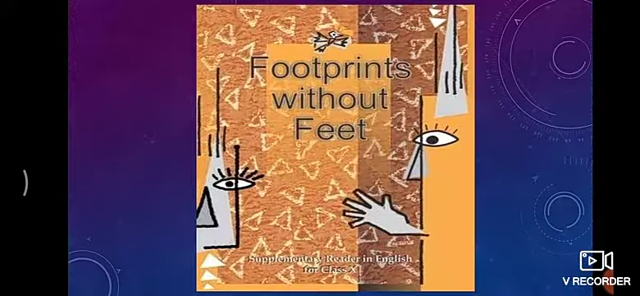 Footprints
without
Feet
Supplementary Reader in English
for Class X
V RECORDER